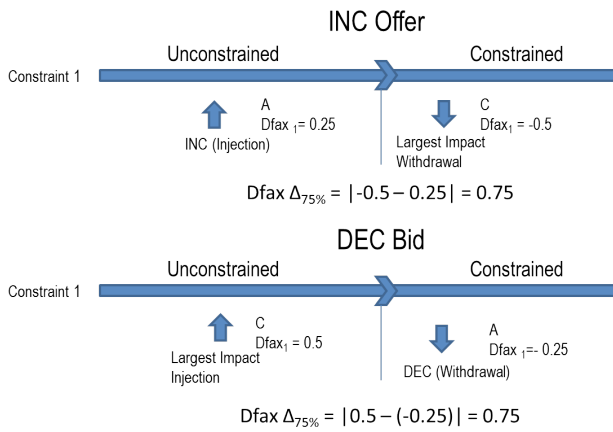 INC Offer
Unconstrained Constrained
Constraint 1
A
Dfax 1= 0.25
INC (Injection)
C
Dfax1 = -0.5
Largest Impact
Withdrawal
Dfax Δ75% = |-0.5 – 0.25| = 0.75
DEC Bid
Unconstrained Constrained
Constraint 1
C
Dfax1 = 0.5
Largest Impact
Injection
A
Dfax 1=- 0.25
DEC (Withdrawal)
Dfax Δ75% = |0.5 – (-0.25)| = 0.75